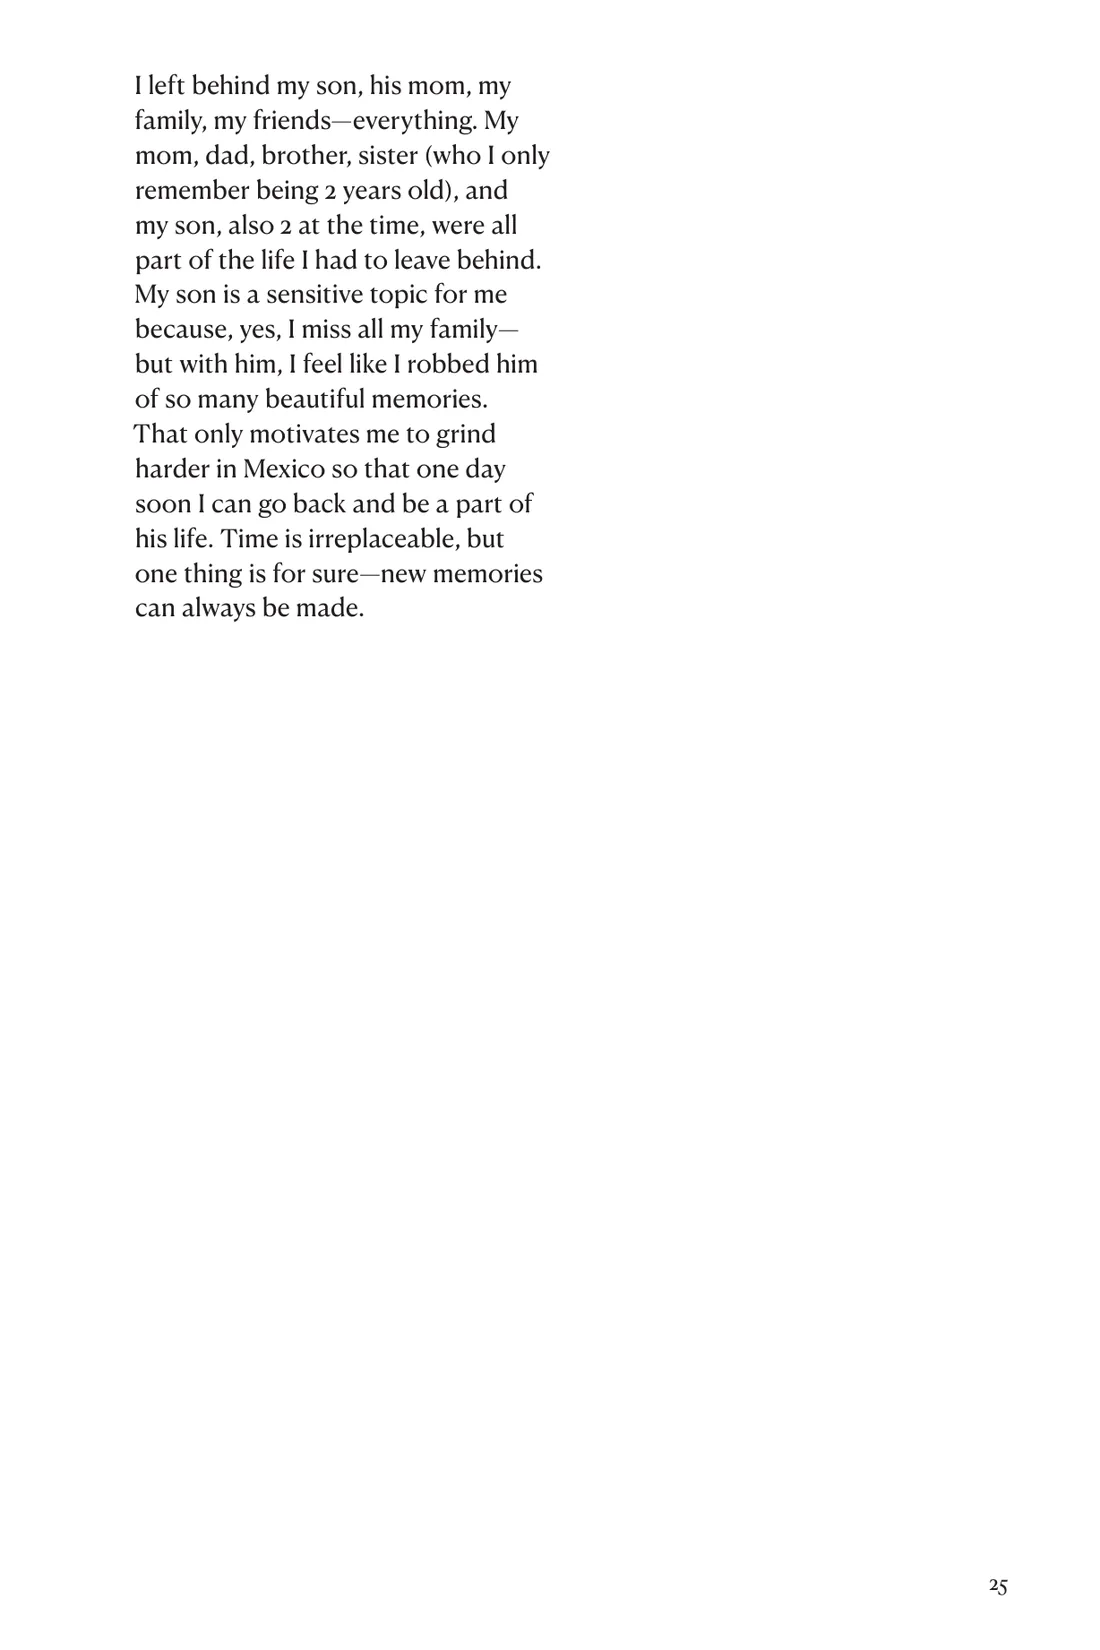 I left behind my son, his mom, my
family, my friends—everything. My
mom, dad, brother, sister (who I only
remember being 2 years old), and
my son, also 2 at the time, were all
part of the life I had to leave behind.
My son is a sensitive topic for me
because, yes, I miss all my family—
but with him, I feel like I robbed him
of so many beautiful memories.
That only motivates me to grind
harder in Mexico so that one day
soon I can go back and be a part of
his life. Time is irreplaceable, but
one thing is for sure—new memories
can always be made.
25